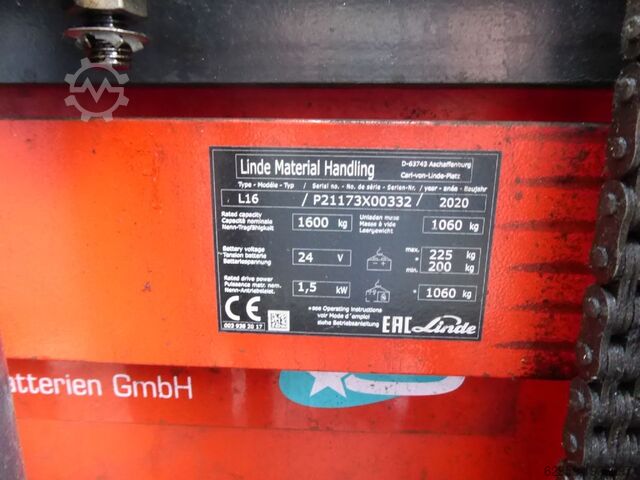 Linde Material Handling
D-63743 Aschaffenburg
Carl-von-Linde-Platz
Type - Modèle - Typ / Serial no. - No. de série - Serien-Nr. / year - année - Baujahr
L16 / P21173X00332 / 2020
Rated capacity
Capacité nominale
Nenn-Tragfähigkeit
1600 kg
Unladen mass
Masse à vide
Leergewicht
1060 kg
Battery voltage
Tension batterie
Batteriespannung
24 V
max. 225 kg
*
min. 200 kg
Rated drive power
Puissance motr. nom.
Nenn-Antriebsleist.
1,5 kW
* 1060 kg
CE
*see Operating Instructions
voir Mode d'emploi
siehe Betriebsanleitung
EAC Linde
atterien GmbH